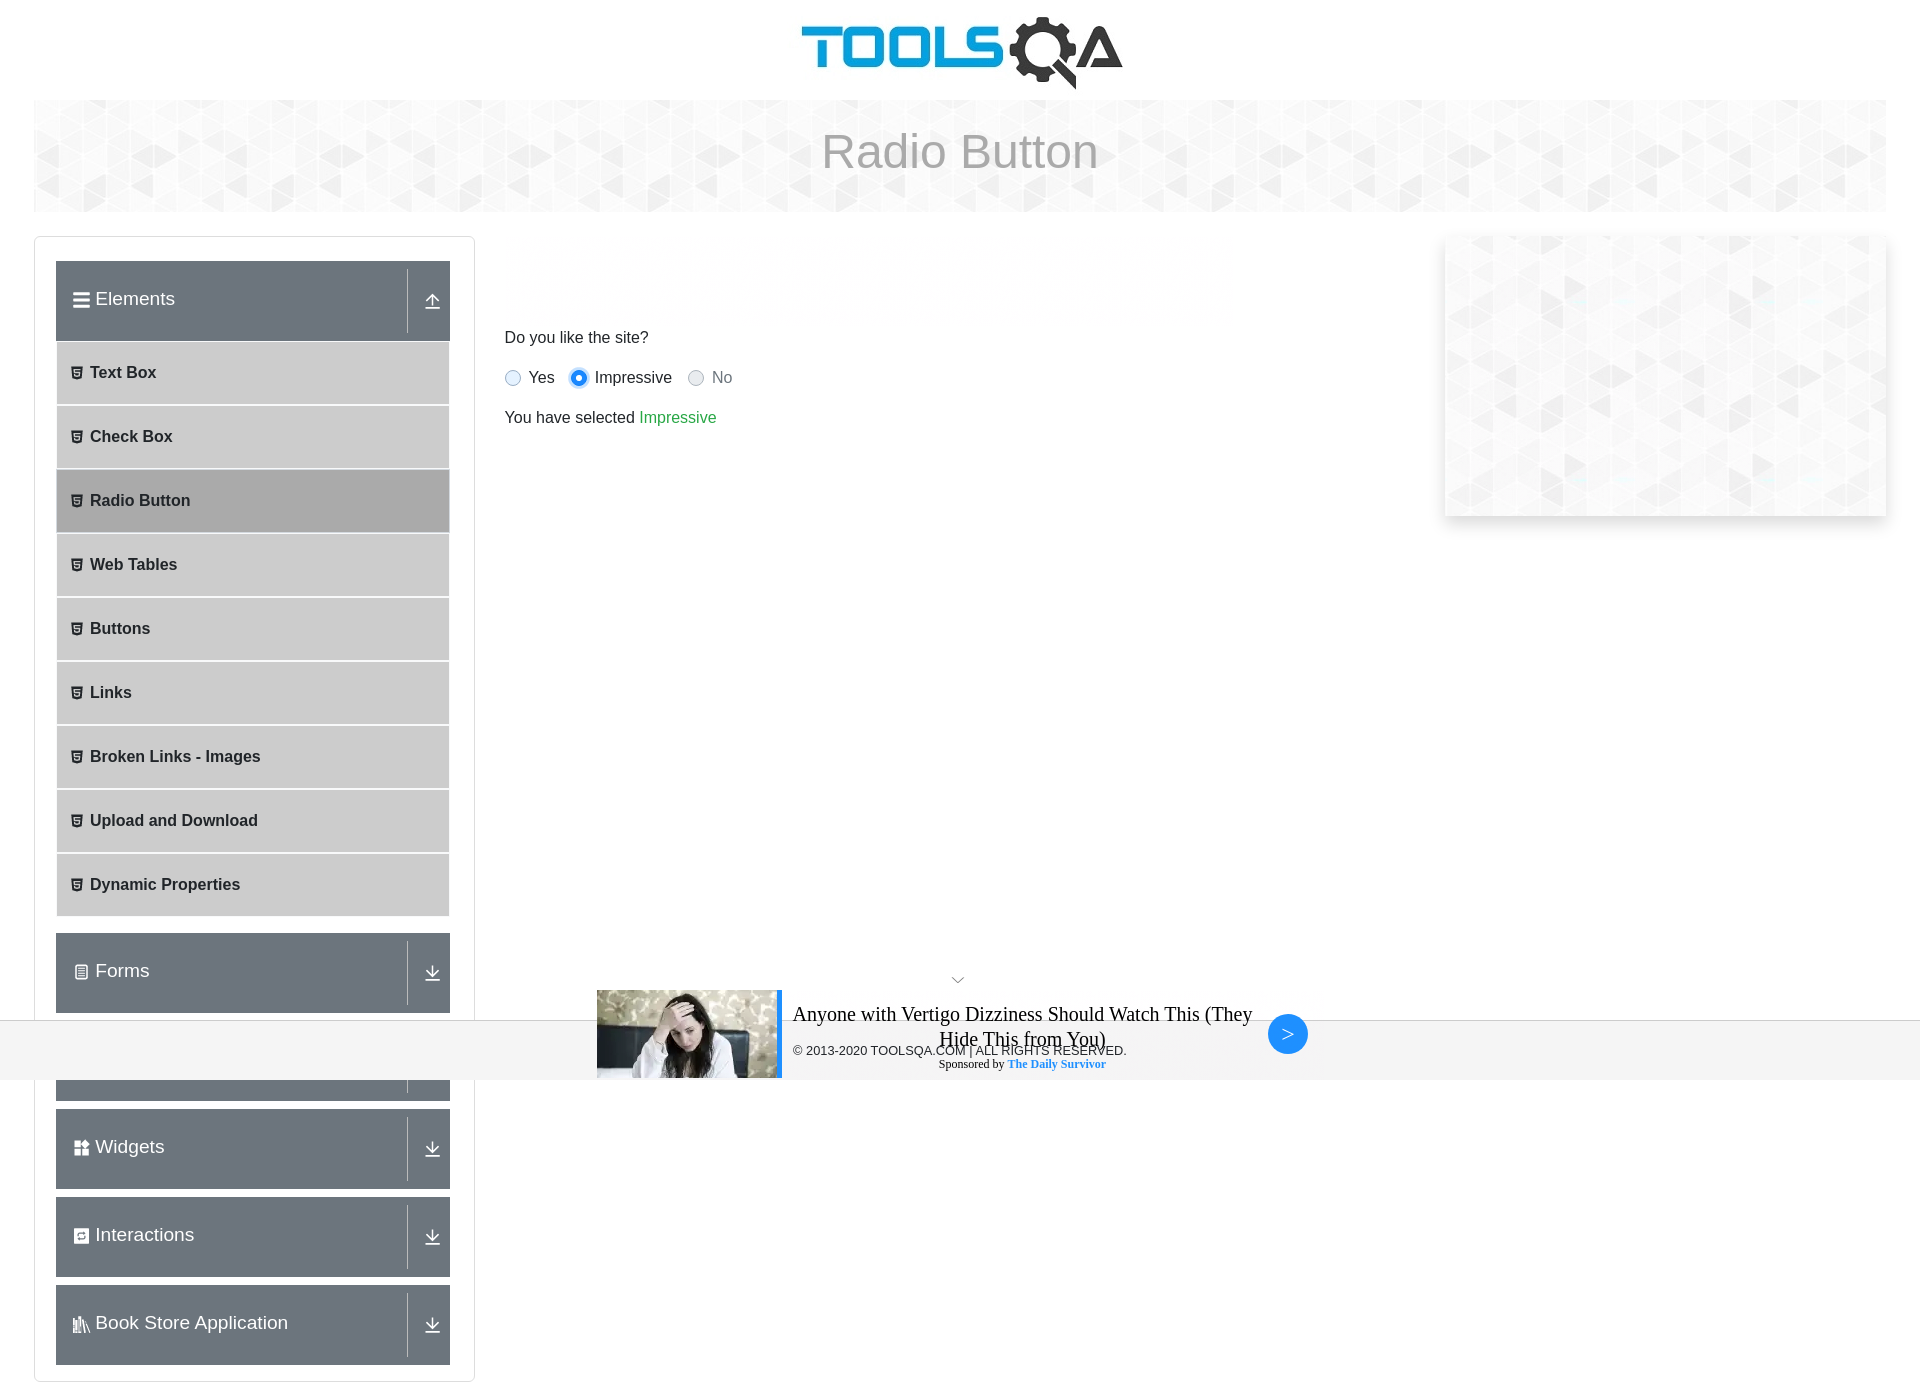 TOOLSQA
Radio Button
Elements
Text Box
Check Box
Radio Button
Web Tables
Buttons
Links
Broken Links - Images
Upload and Download
Dynamic Properties
Forms
Widgets
Interactions
Book Store Application
Do you like the site?
Yes Impressive No
You have selected Impressive
Anyone with Vertigo Dizziness Should Watch This (They
Hide This from You)
Sponsored by The Daily Survivor
>
© 2013-2020 TOOLSQA.COM | ALL RIGHTS RESERVED.